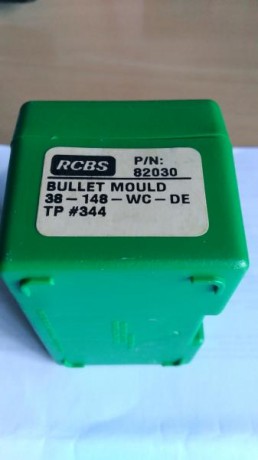 RCBS P/N:
82030
BULLET MOULD
38-148-WC-DE
TP #344